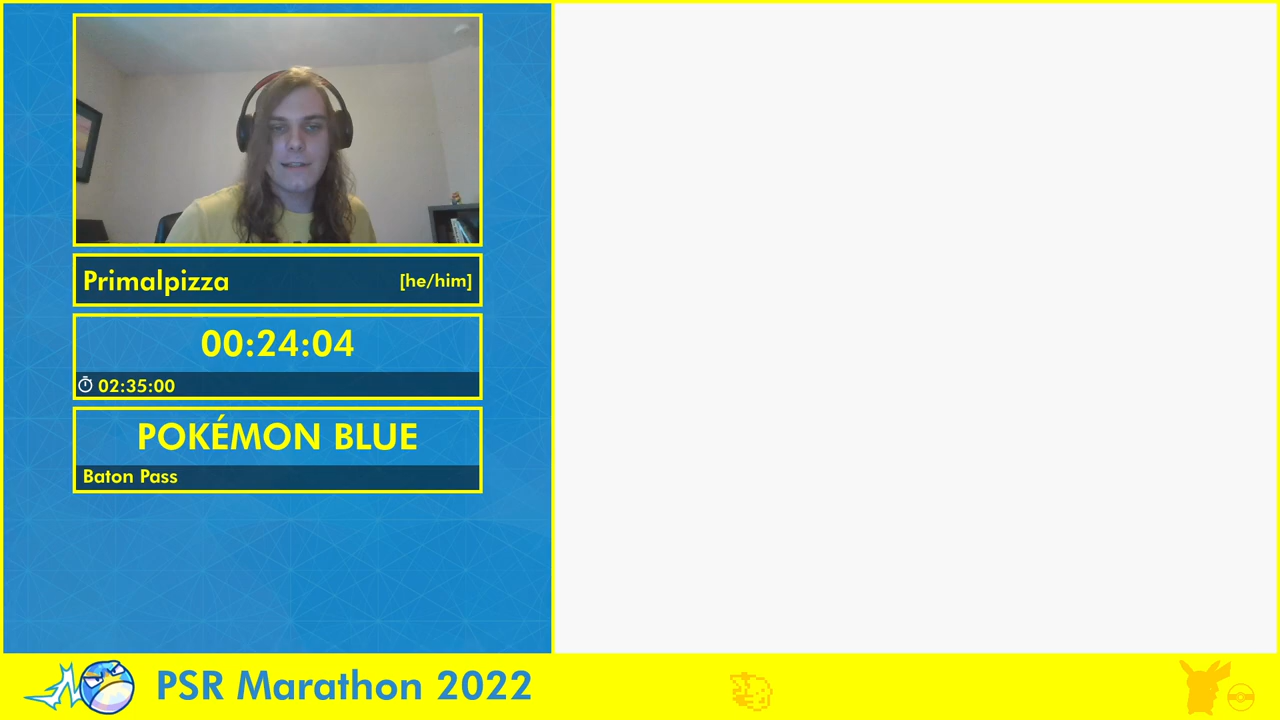 Primalpizza [he/him]
00:24:04
02:35:00
POKÉMON BLUE
Baton Pass
PSR Marathon 2022